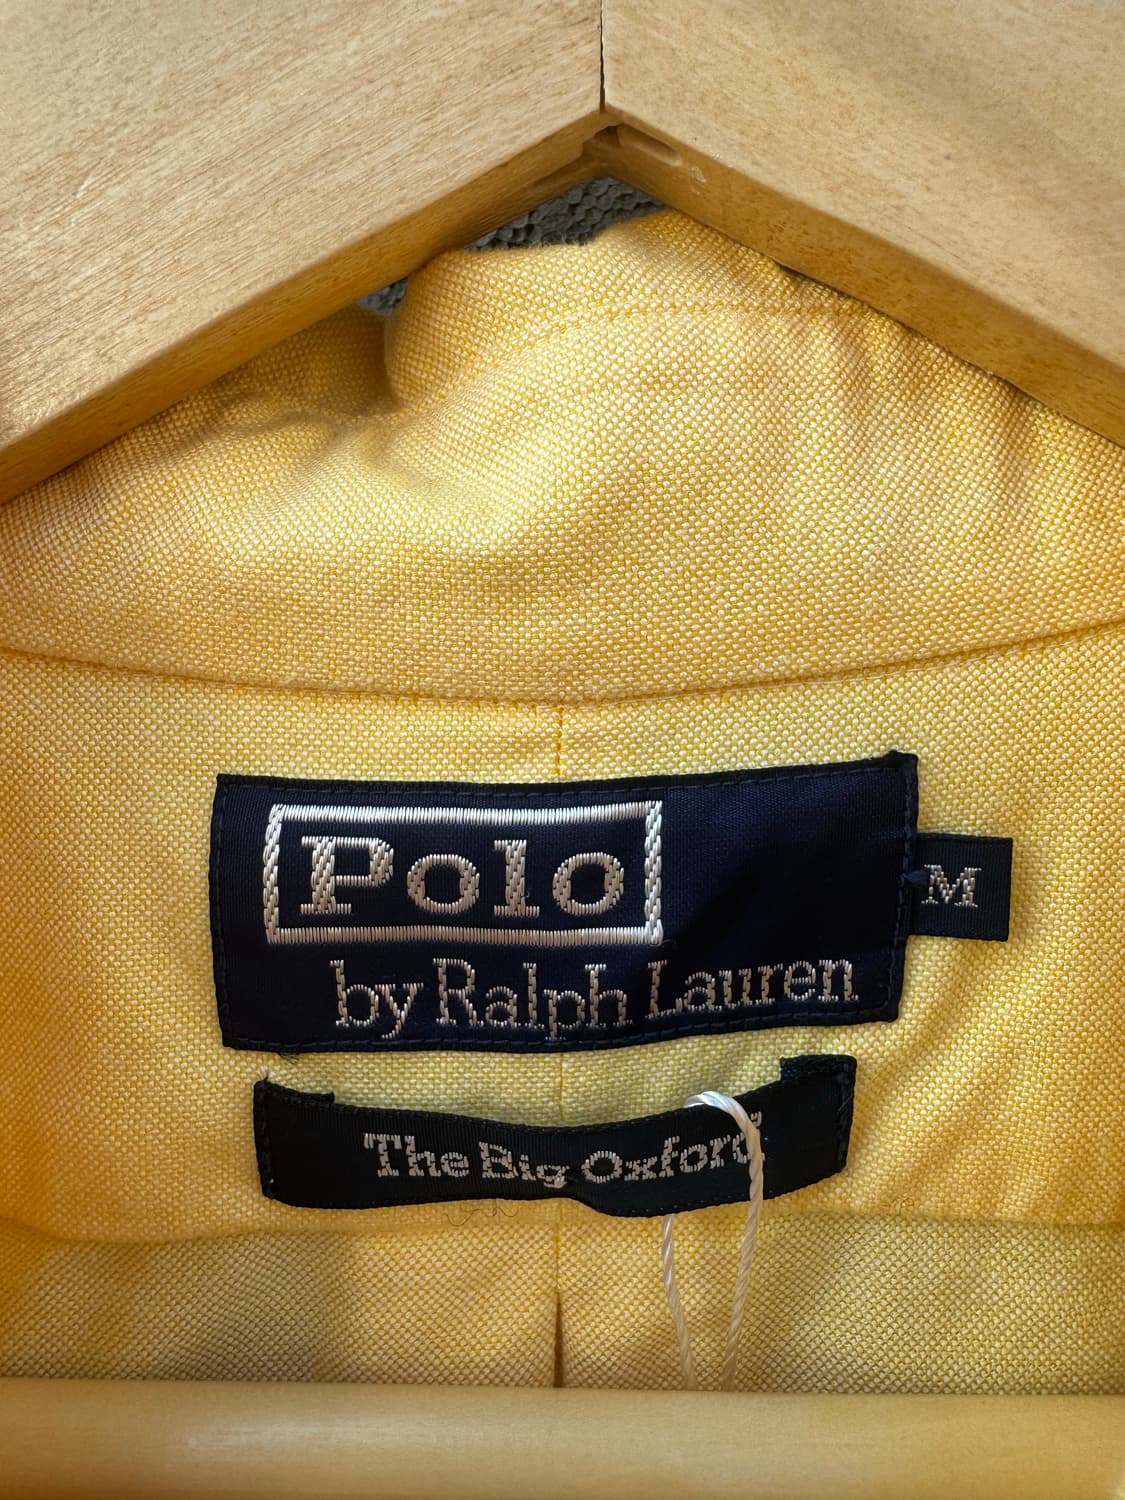 Polo
by Ralph Lauren
M
The Big Oxford